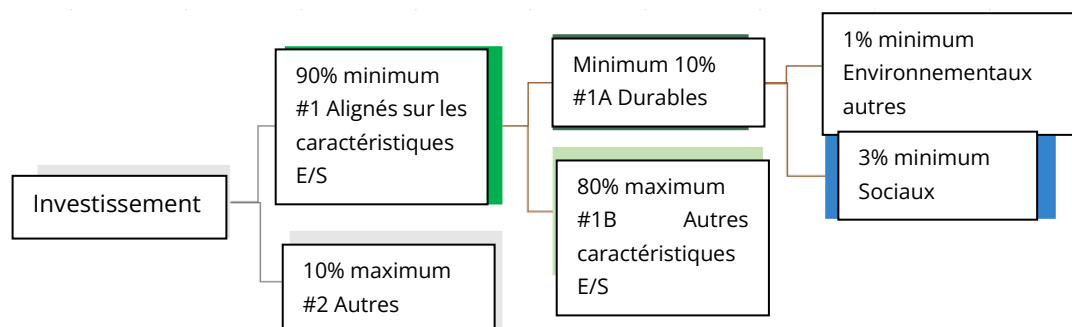 Investissement
90% minimum
#1 Alignés sur les
caractéristiques
E/S
10% maximum
#2 Autres
Minimum 10%
#1A Durables
80% maximum
#1B Autres
caractéristiques
E/S
1% minimum
Environnementaux
autres
3% minimum
Sociaux